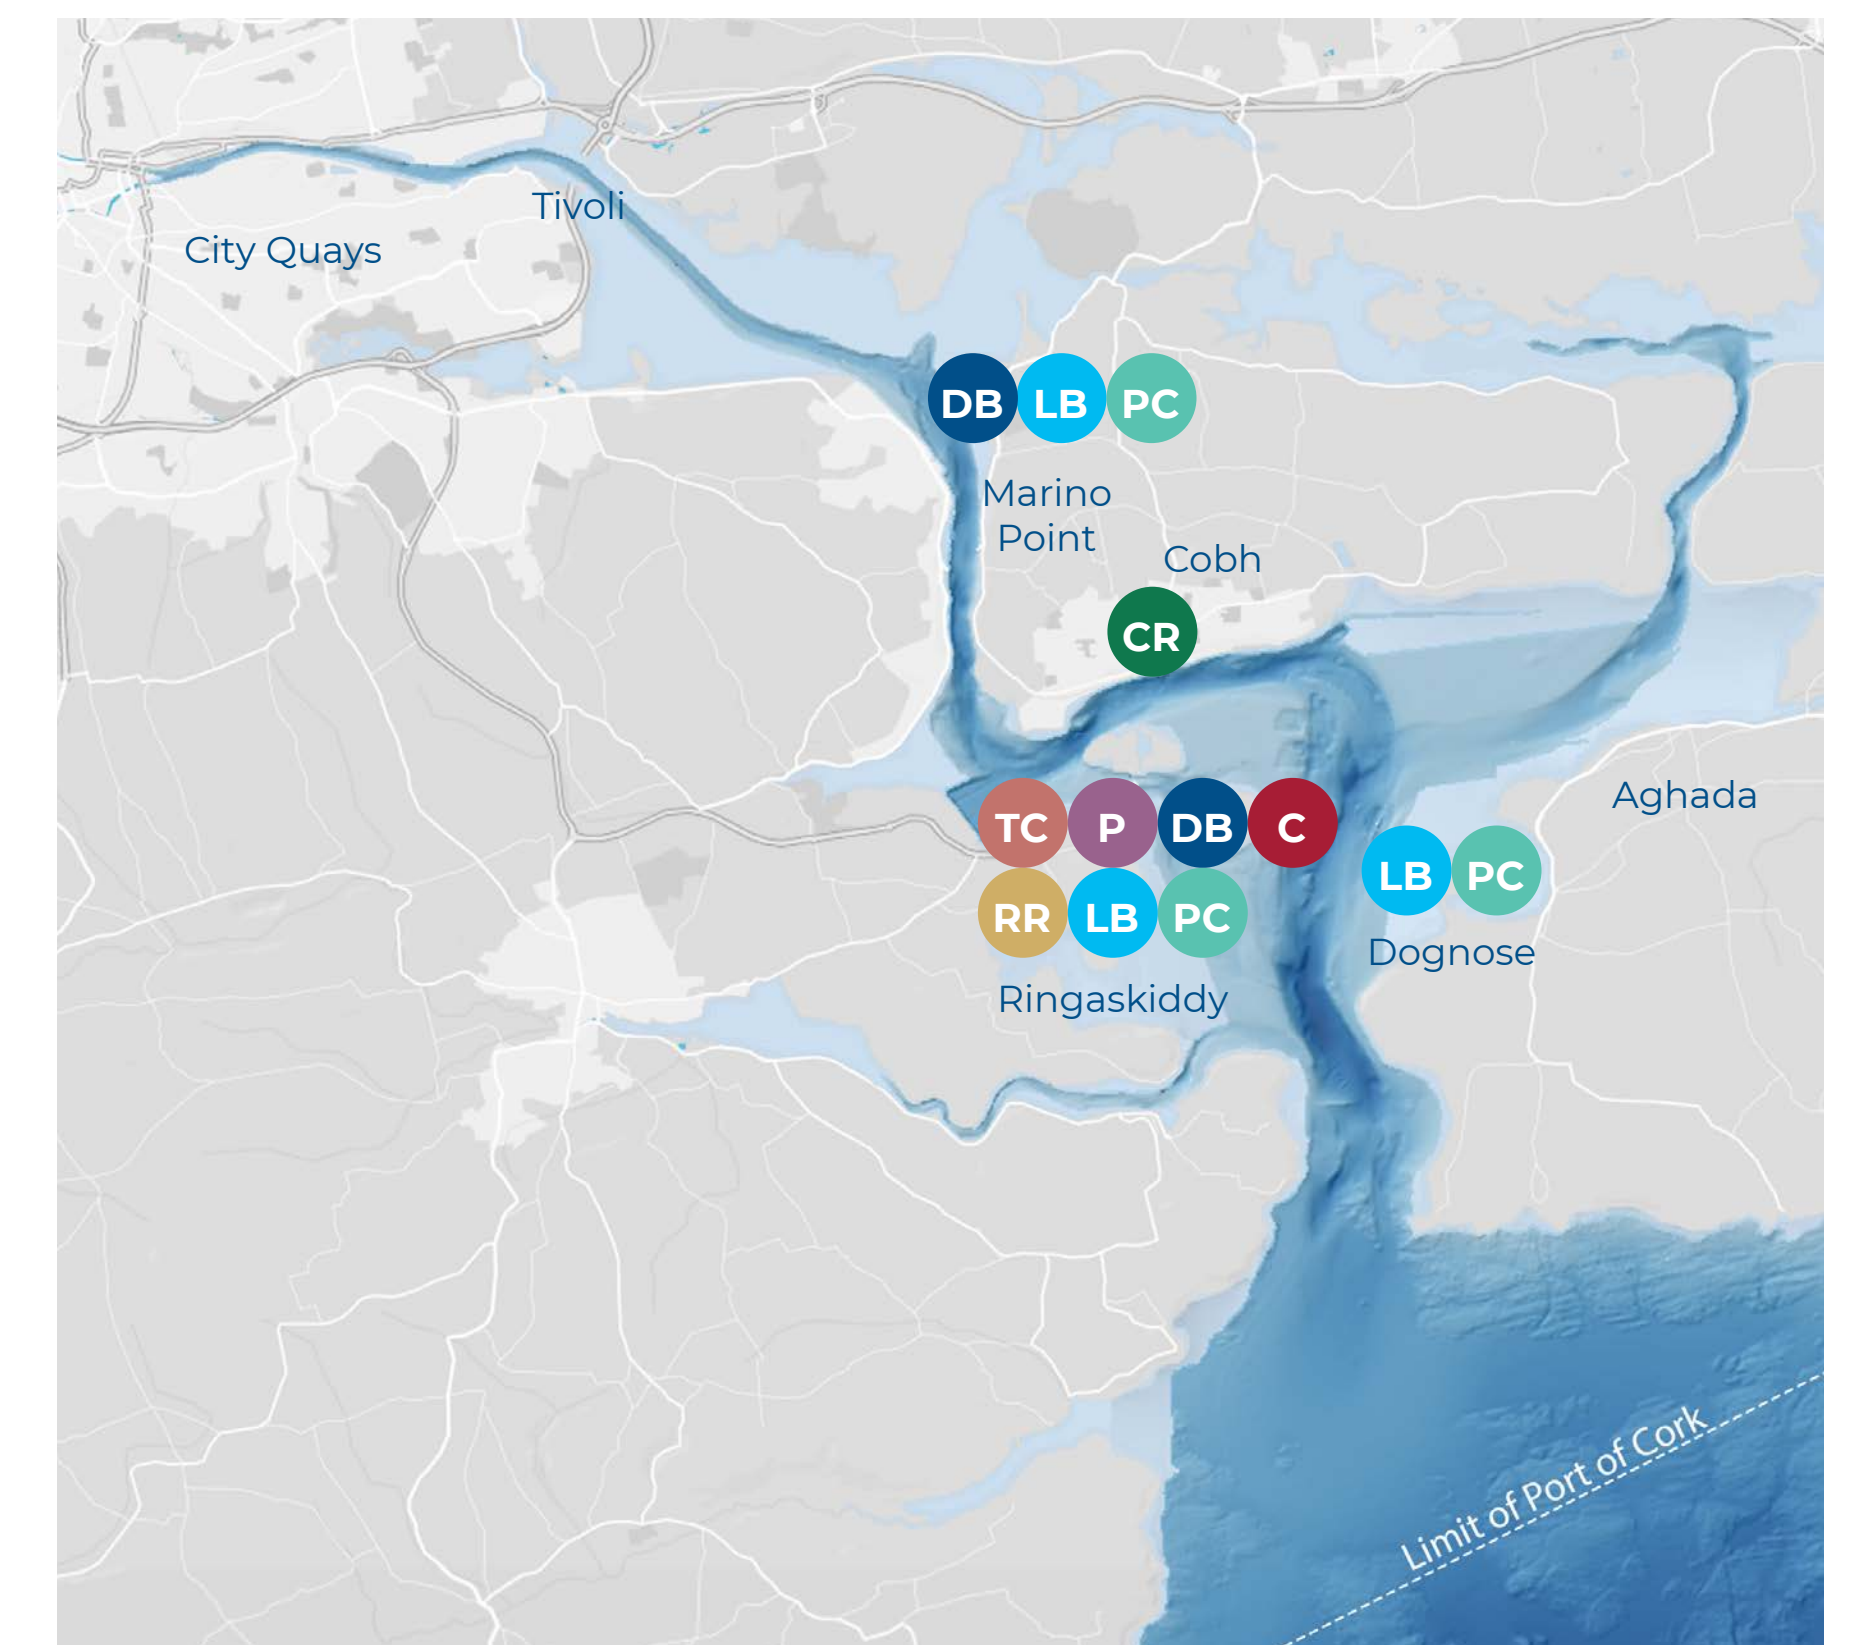 Tivoli
City Quays
DB LB PC
Marino
Point
Cobh
CR
TC P DB C
RR LB PC
Ringaskiddy
Aghada
LB PC
Dognose
Limit of Port of Cork